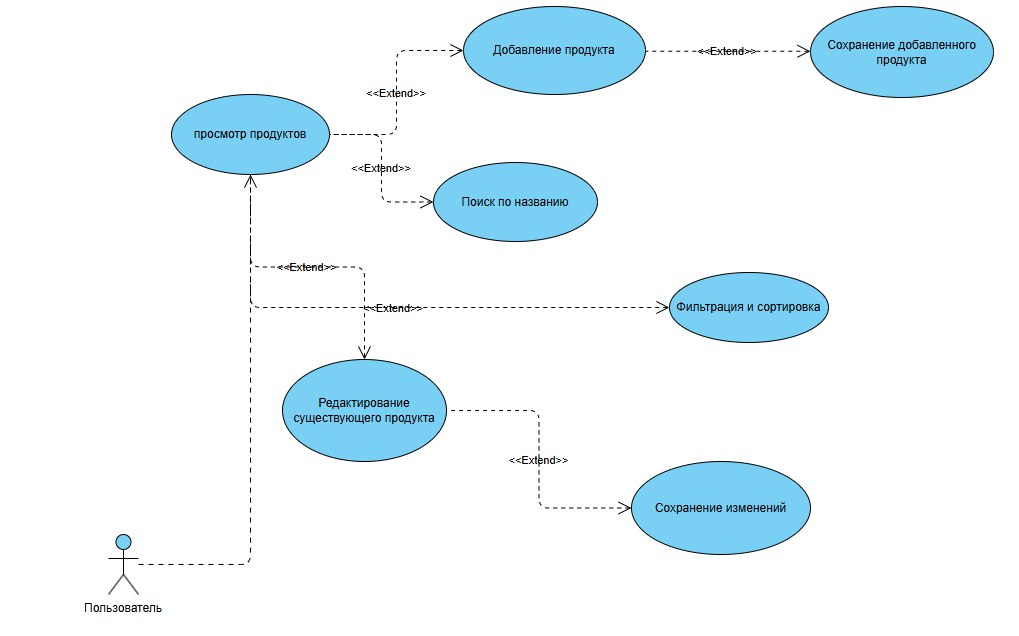 Добавление продукта
<<Extend>>
Сохранение добавленного
продукта
<<Extend>>
просмотр продуктов
<<Extend>>
Поиск по названию
<<Extend>>
<<Extend>>
Фильтрация и сортировка
Редактирование
существующего продукта
<<Extend>>
Сохранение изменений
Пользователь